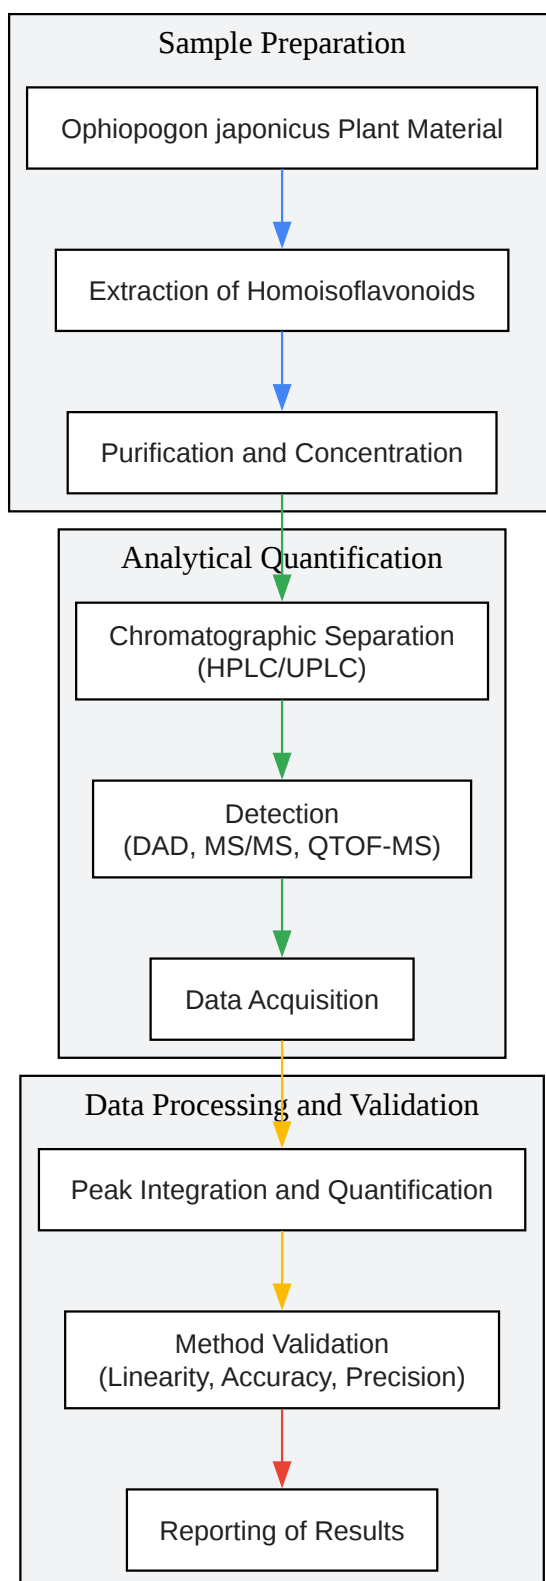 Sample Preparation
Ophiopogon japonicus Plant Material
Extraction of Homoisoflavonoids
Purification and Concentration
Analytical Quantification
Chromatographic Separation
(HPLC/UPLC)
Detection
(DAD, MS/MS, QTOF-MS)
Data Acquisition
Data Processing and Validation
Peak Integration and Quantification
Method Validation
(Linearity, Accuracy, Precision)
Reporting of Results